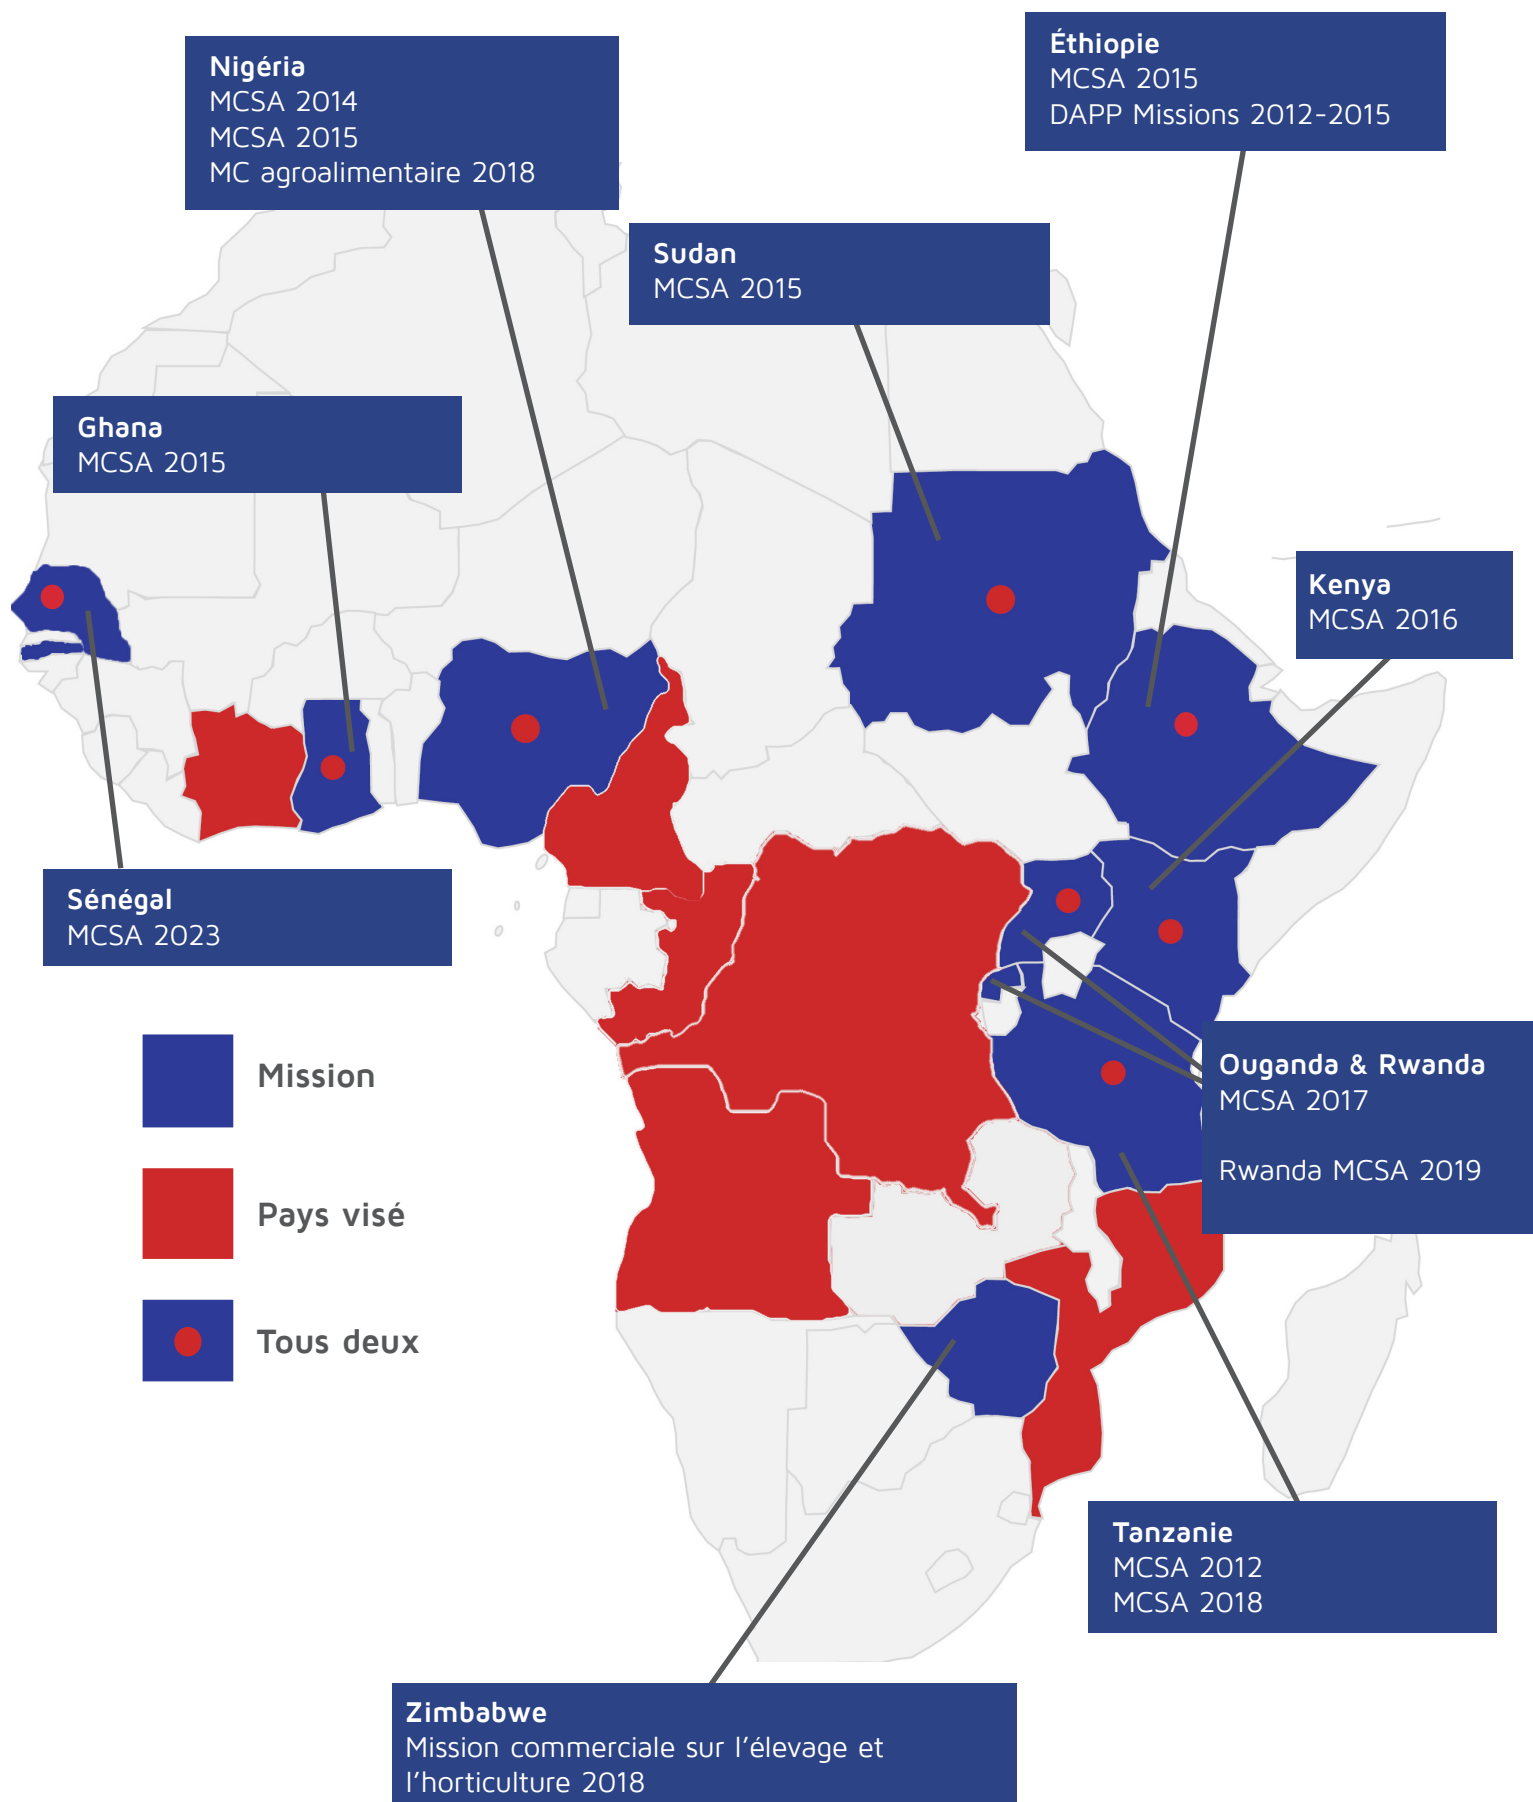 Nigéria
MCSA 2014
MCSA 2015
MC agroalimentaire 2018
Éthiopie
MCSA 2015
DAPP Missions 2012-2015
Sudan
MCSA 2015
Ghana
MCSA 2015
Kenya
MCSA 2016
Sénégal
MCSA 2023
Mission
Pays visé
Tous deux
Ouganda & Rwanda
MCSA 2017
Rwanda MCSA 2019
Tanzanie
MCSA 2012
MCSA 2018
Zimbabwe
Mission commerciale sur l’élevage et
l’horticulture 2018